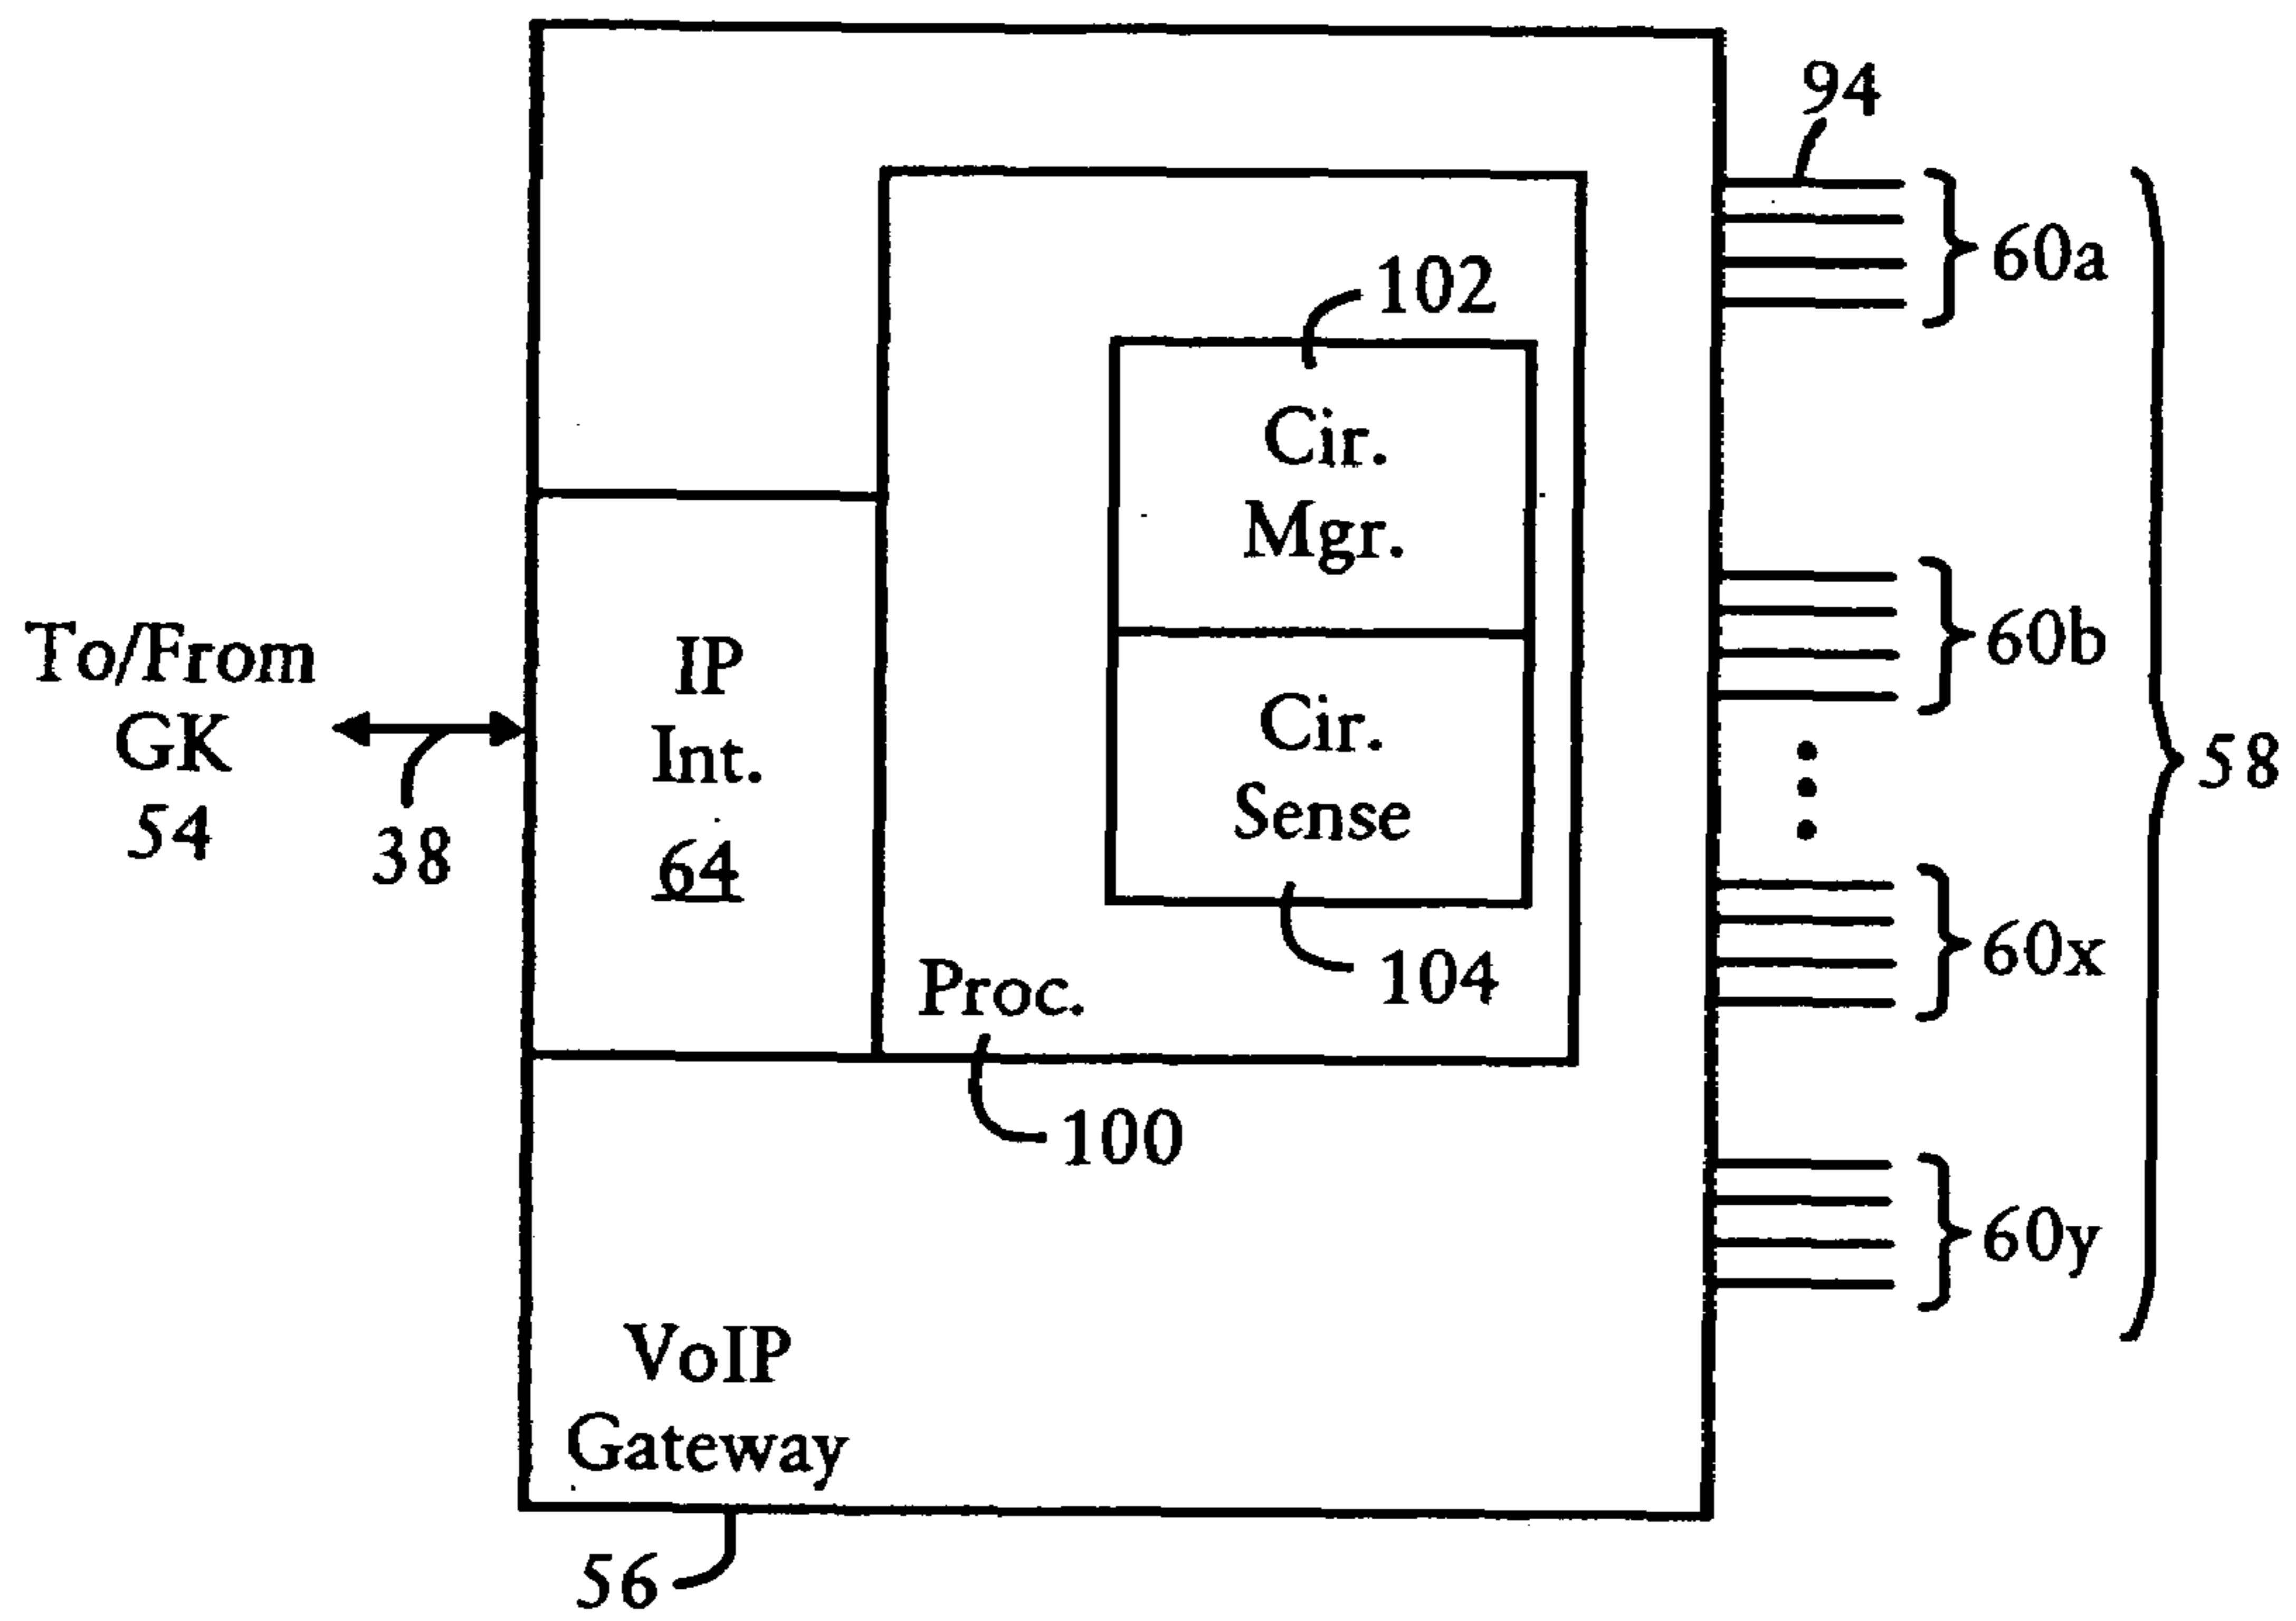 94
60a
102
Cir.
Mgr.
60b
To/From
GK
54
38
IP
Int.
64
Cir.
Sense
58
60x
104
Proc.
100
60y
VoIP
Gateway
56